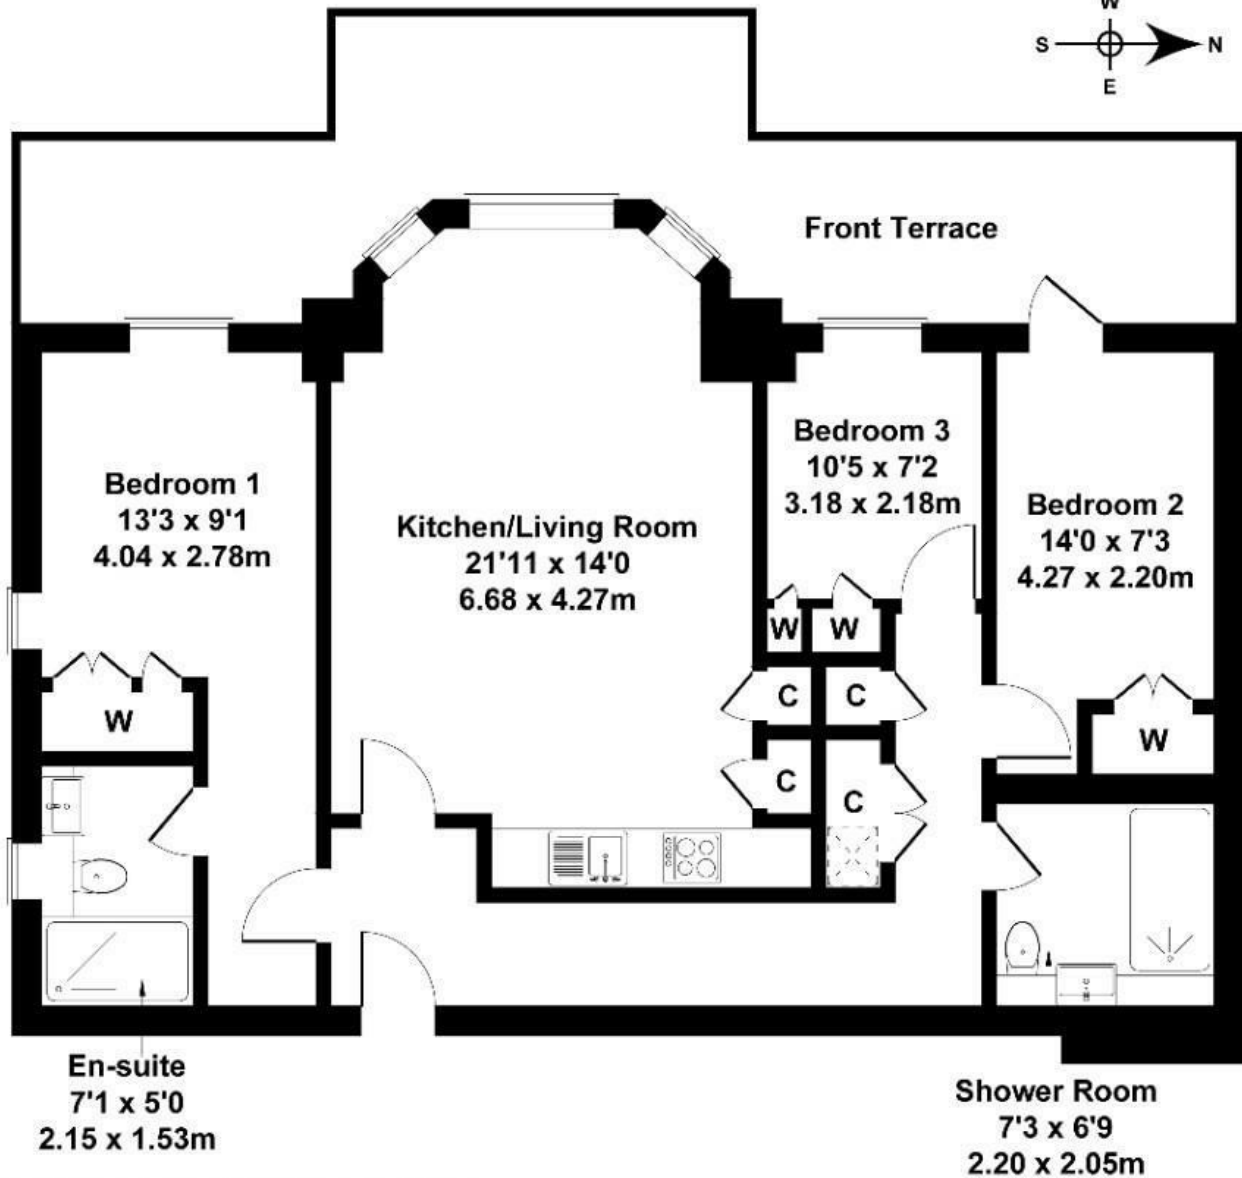 W
S N
E
Front Terrace
Bedroom 1
13'3 x 9'1
4.04 x 2.78m
Kitchen/Living Room
21'11 x 14'0
6.68 x 4.27m
Bedroom 3
10'5 x 7'2
3.18 x 2.18m
Bedroom 2
14'0 x 7'3
4.27 x 2.20m
W W
C C
W
W
C C
En-suite
7'1 x 5'0
2.15 x 1.53m
Shower Room
7'3 x 6'9
2.20 x 2.05m